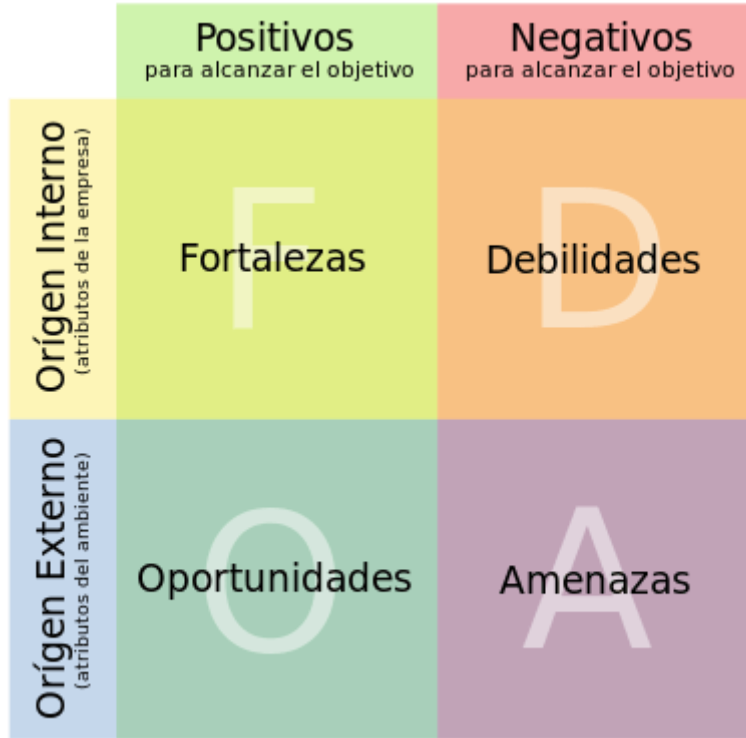 Positivos
para alcanzar el objetivo
Negativos
para alcanzar el objetivo
Orígen Interno
(atributos de la empresa)
F
Fortalezas
D
Debilidades
Orígen Externo
(atributos del ambiente)
O
Oportunidades
A
Amenazas